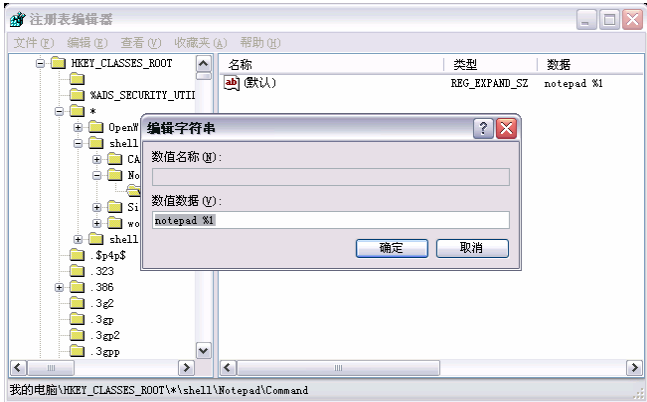 注册表编辑器
文件(F) 编辑(E) 查看(V) 收藏夹(A) 帮助(H)
HKEY_CLASSES_ROOT
名称 类型 数据
ab (默认) REG_EXPAND_SZ notepad %1
%ADS_SECURITY_UTII
*
OpenW
shell
CA
No
Si
wo
shell
.$p4p$
.323
.386
.3g2
.3gp
.3gp2
.3gpp
编辑字符串
数值名称(N):
数值数据(V):
notepad %1
确定 取消
我的电脑\HKEY_CLASSES_ROOT\*\shell\Notepad\Command